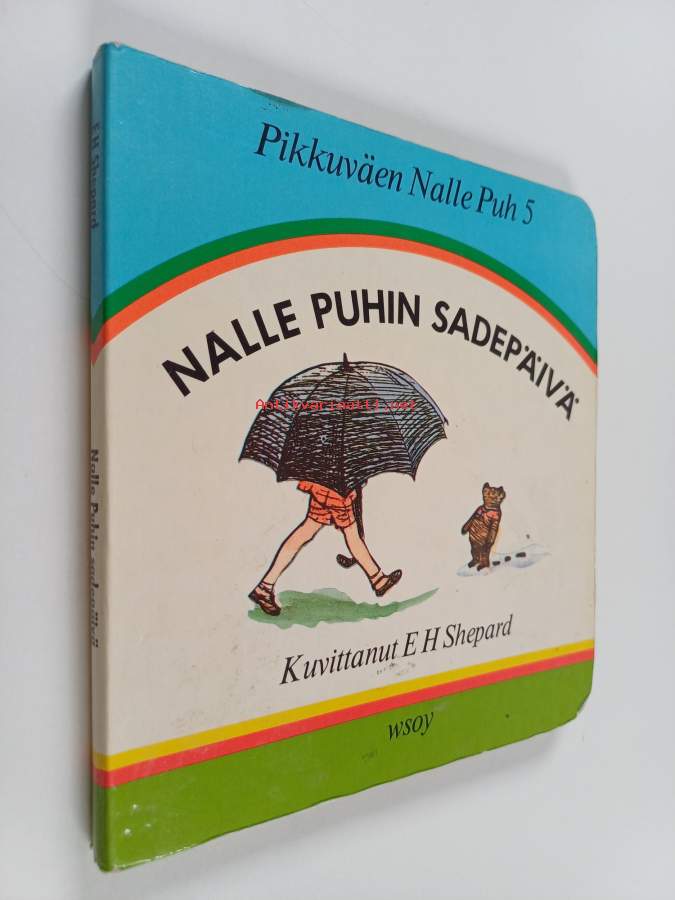 Pikkuväen Nalle Puh 5
NALLE PUHIN SADEPÄIVÄ
Antikvariaatti.net
Kuvittanut E H Shepard
wsoy
E H Shepard
Nalle Puhin sadepäivä